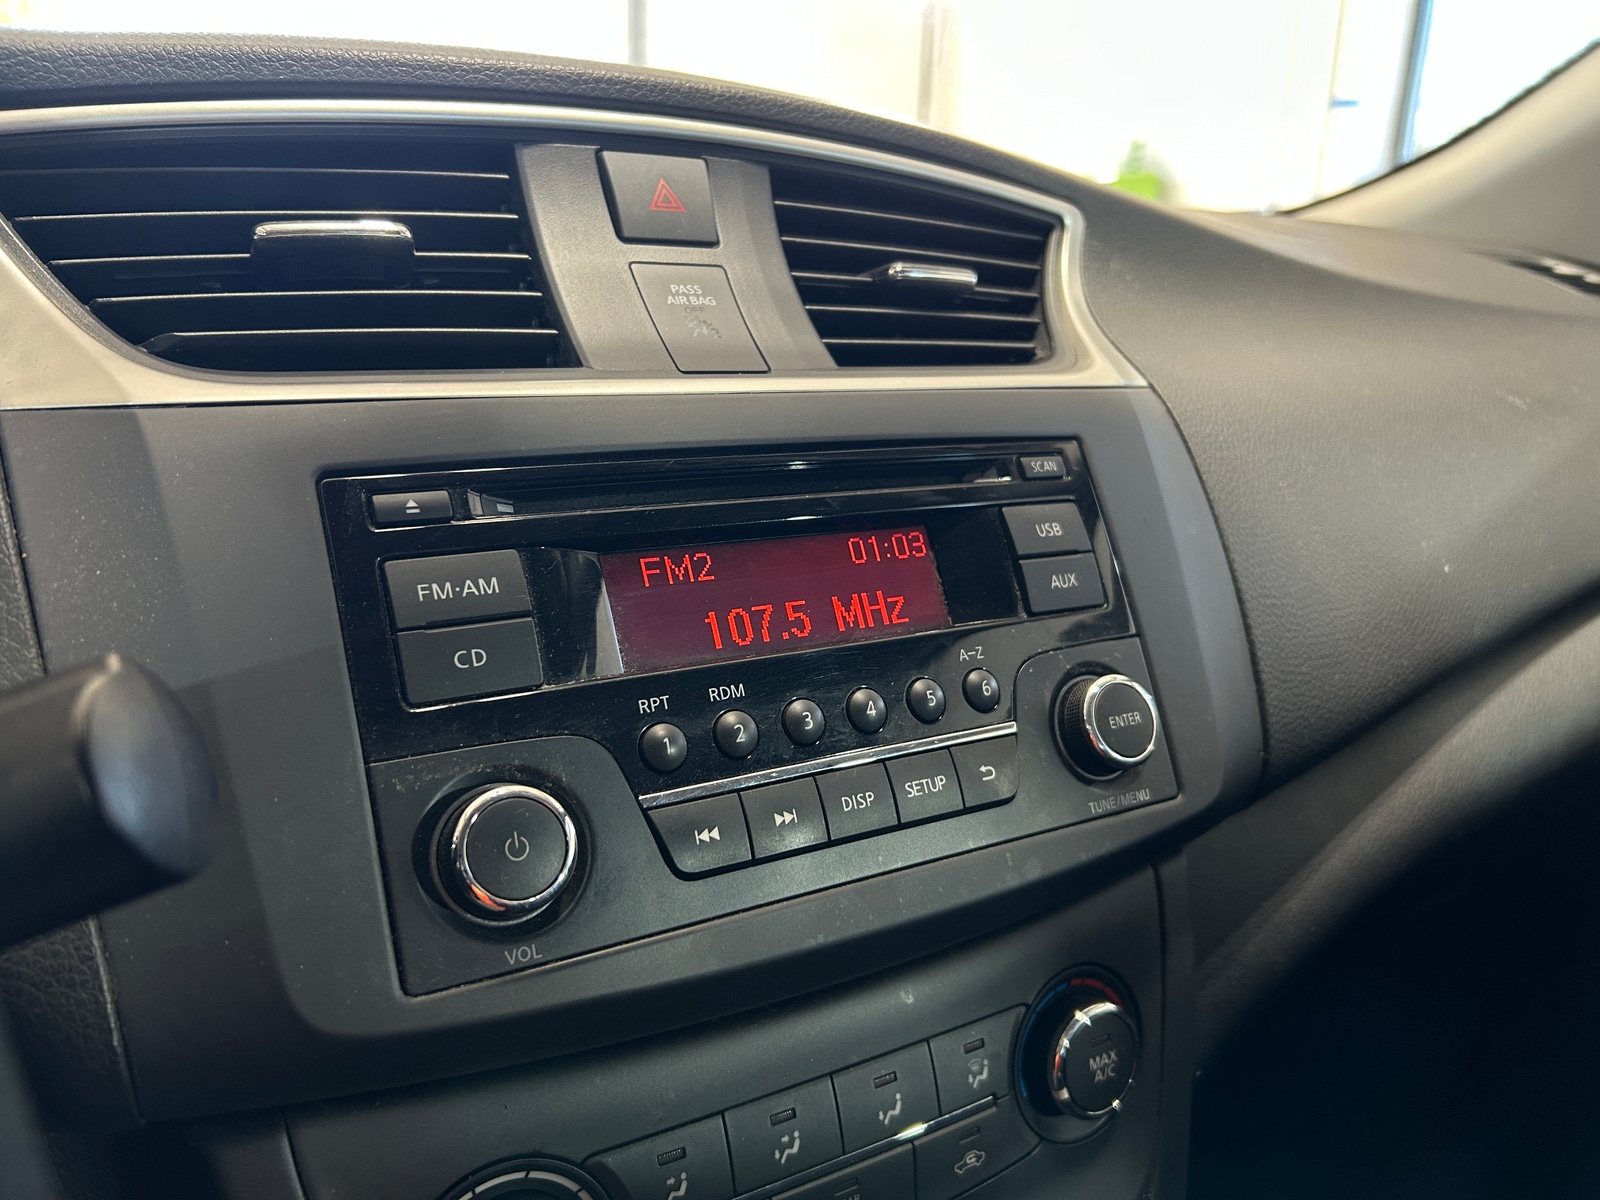 PASS
AIR BAG
OFF
SCAN
USB
AUX
FM·AM
CD
FM2 01:03
107.5 MHz
RPT RDM A–Z
1 2 3 4 5 6
DISP SETUP
ENTER
TUNE/MENU
VOL
MAX
A/C